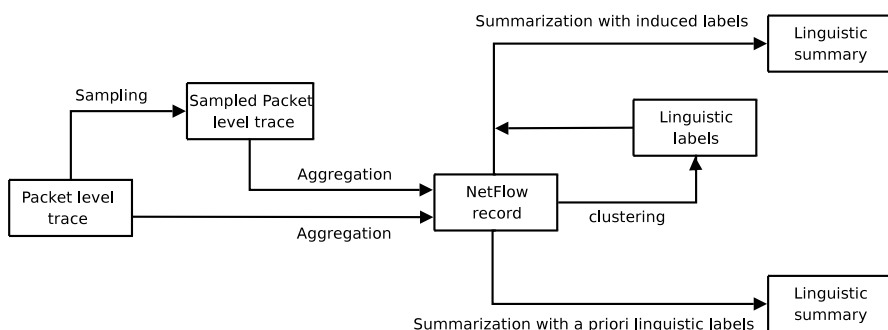 Summarization with induced labels
Linguistic
summary
Sampling
Sampled Packet
level trace
Linguistic
labels
Aggregation
Packet level
trace
NetFlow
record
clustering
Aggregation
Linguistic
summary
Summarization with a priori linguistic labels